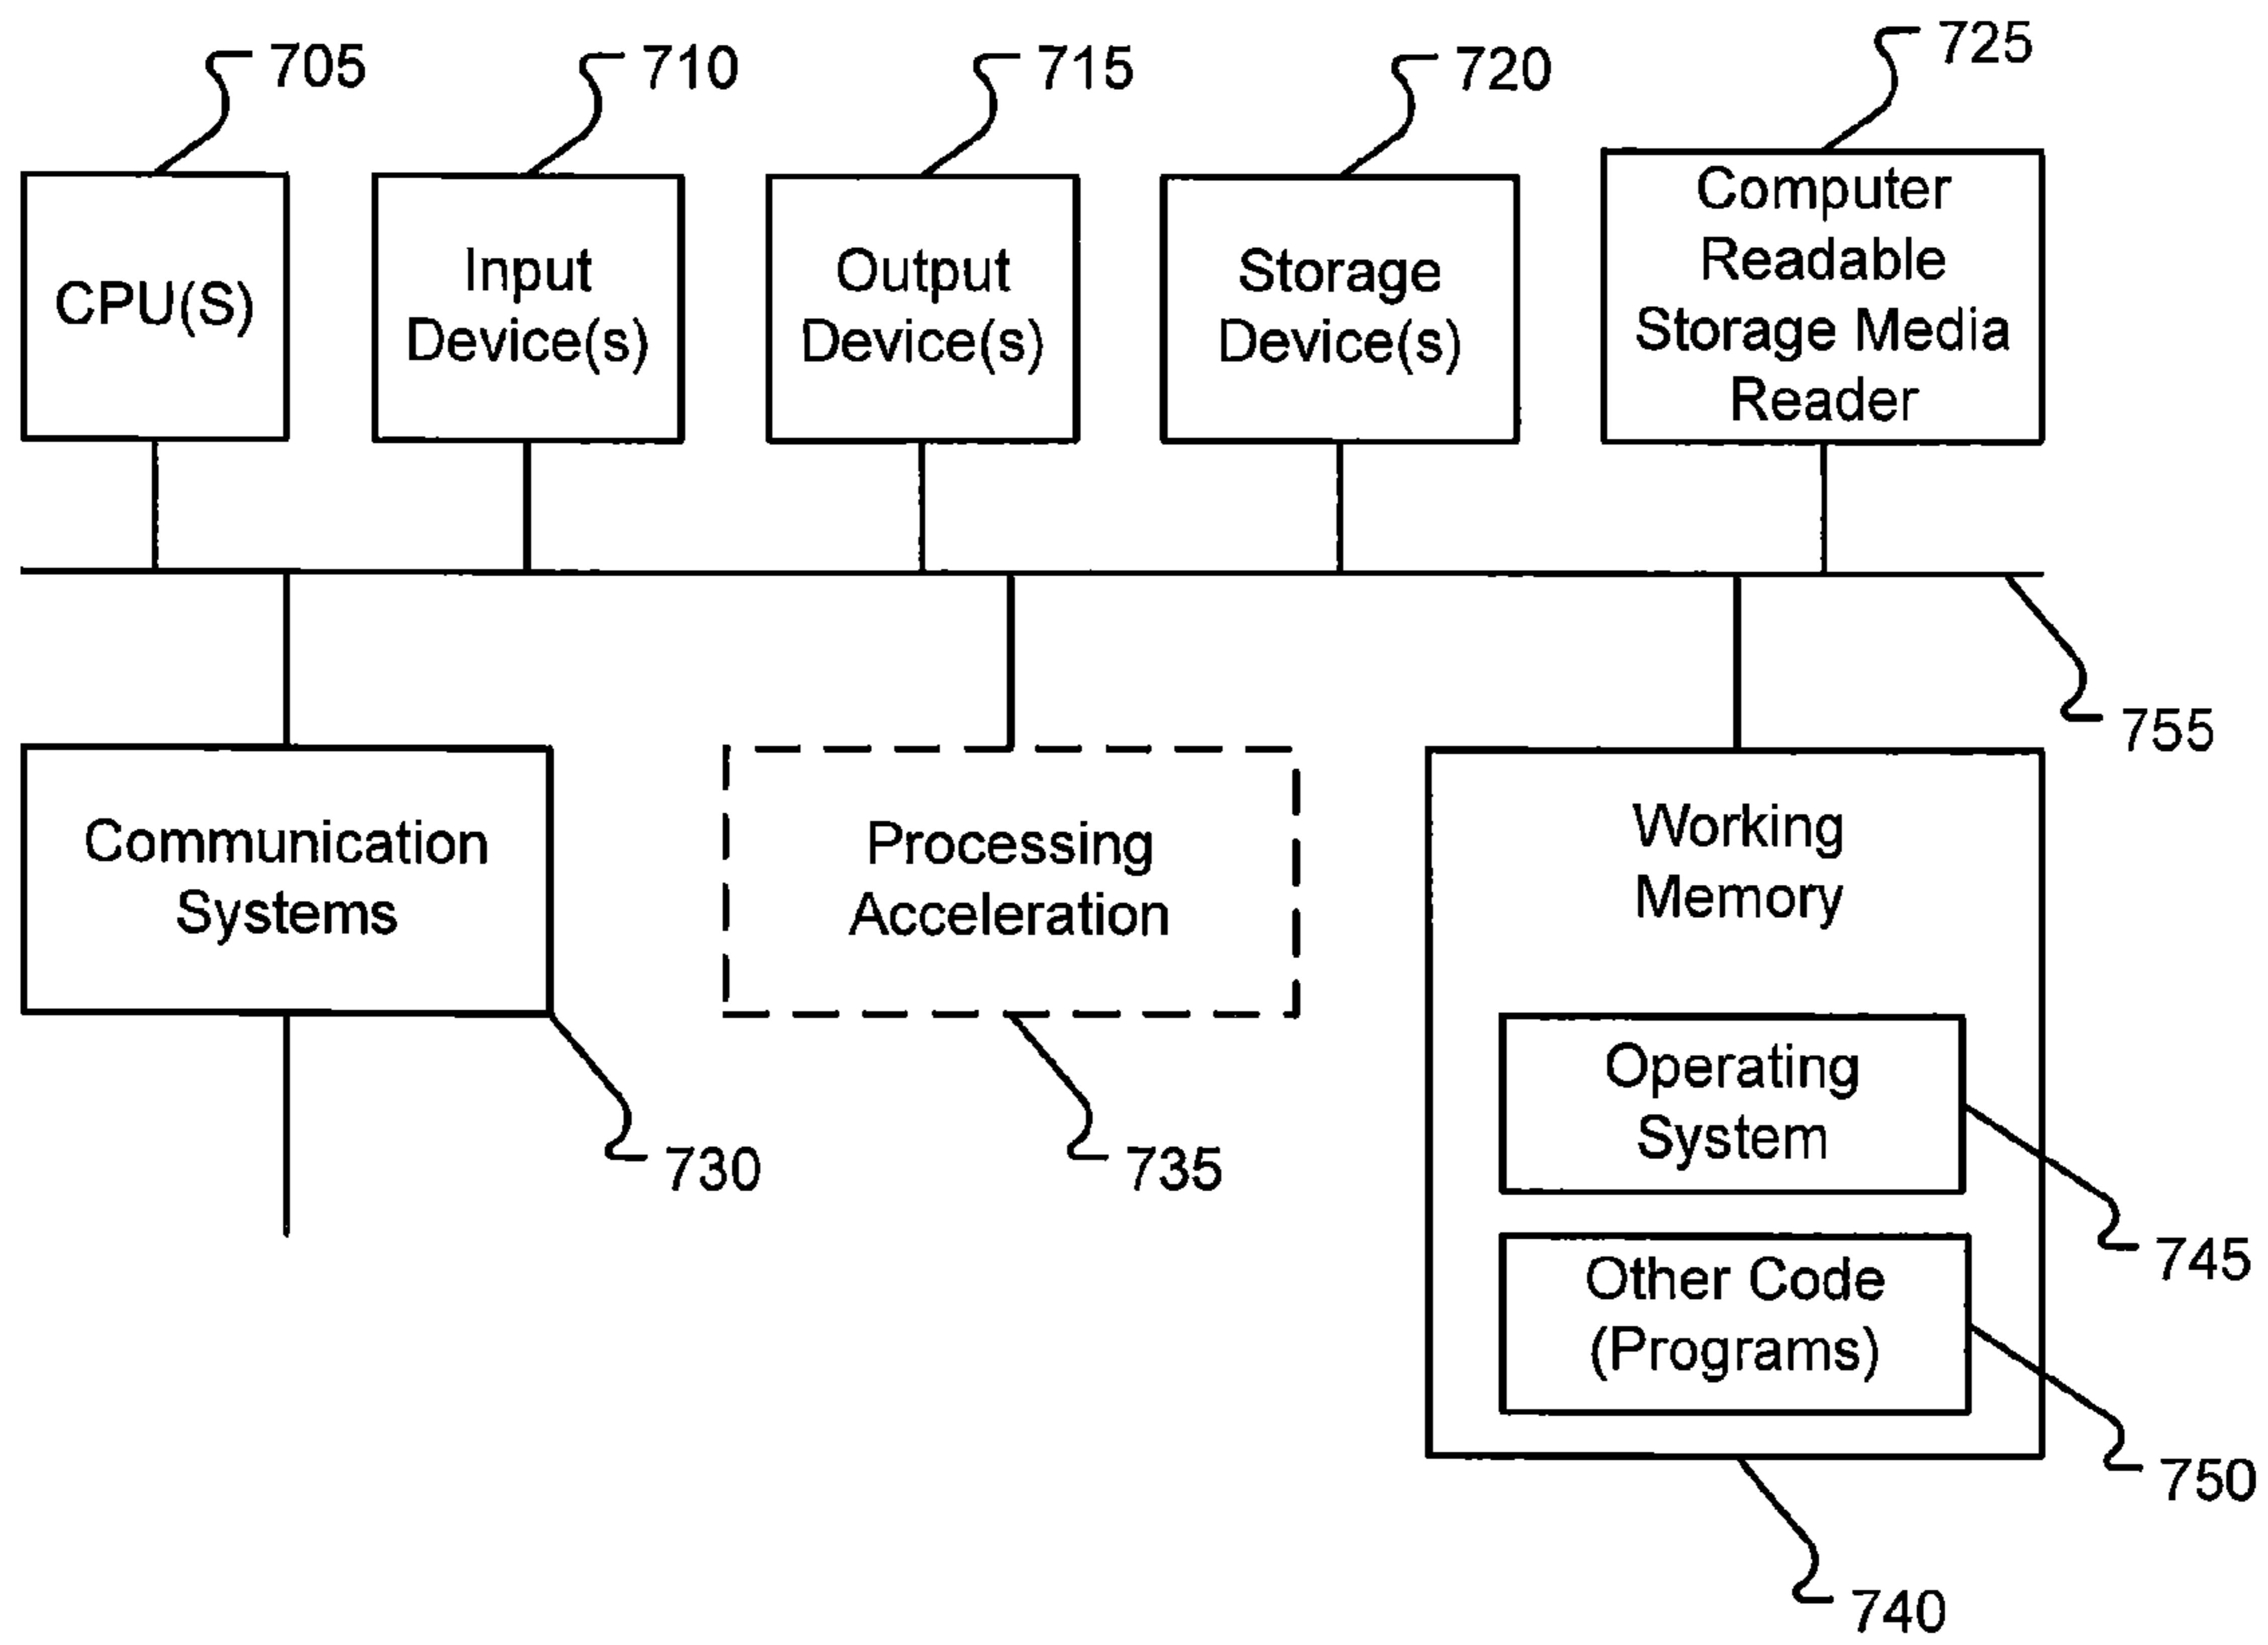 705
710
715
720
725
CPU(S)
Input
Device(s)
Output
Device(s)
Storage
Device(s)
Computer
Readable
Storage Media
Reader
755
Communication
Systems
730
Processing
Acceleration
735
Working
Memory
Operating
System
745
Other Code
(Programs)
750
740